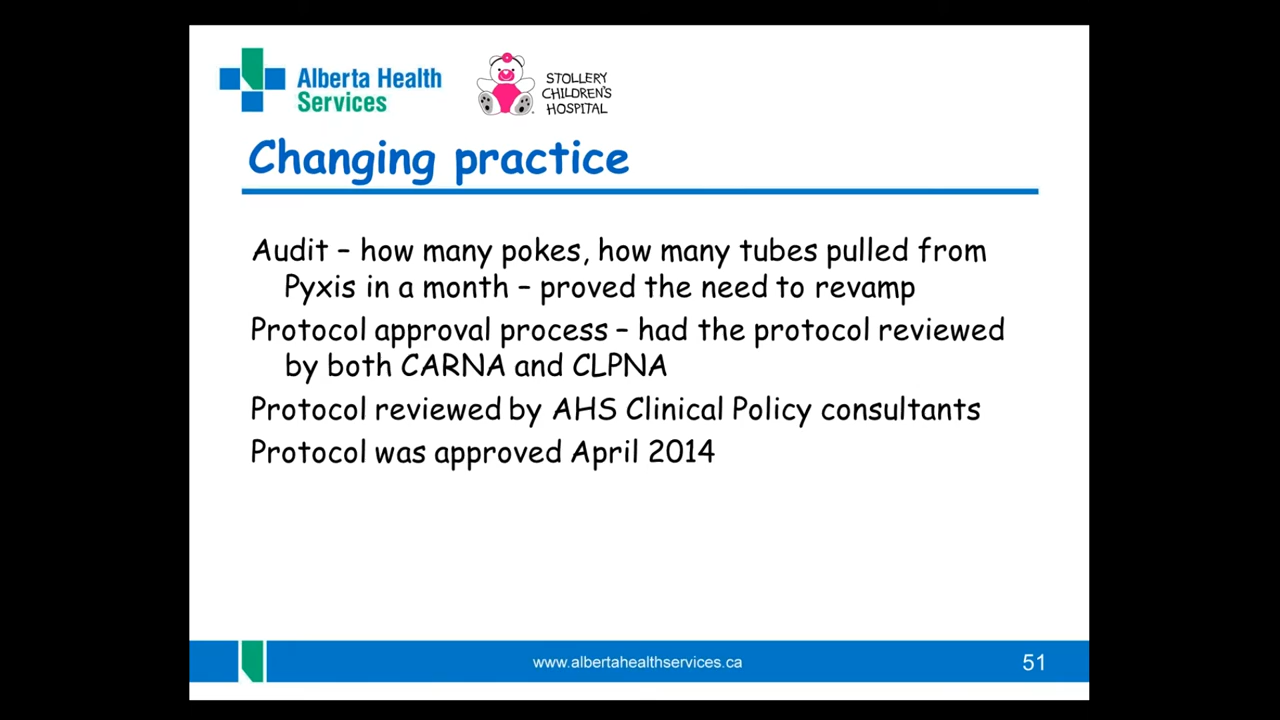 Alberta Health
Services
STOLLERY
CHILDREN'S
HOSPITAL
Changing practice
Audit – how many pokes, how many tubes pulled from
Pyxis in a month – proved the need to revamp
Protocol approval process – had the protocol reviewed
by both CARNA and CLPNA
Protocol reviewed by AHS Clinical Policy consultants
Protocol was approved April 2014
www.albertahealthservices.ca
51